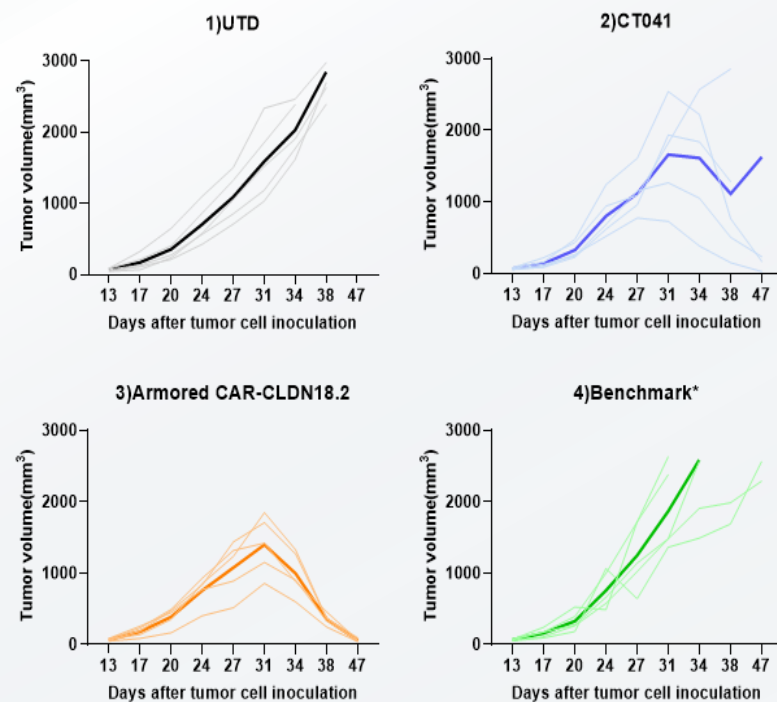 1)UTD
Tumor volume(mm³)
3000
2000
1000
0
13 17 20 24 27 31 34 38 47
Days after tumor cell inoculation
2)CT041
Tumor volume(mm³)
3000
2000
1000
0
13 17 20 24 27 31 34 38 47
Days after tumor cell inoculation
3)Armored CAR-CLDN18.2
Tumor volume(mm³)
3000
2000
1000
0
13 17 20 24 27 31 34 38 47
Days after tumor cell inoculation
4)Benchmark*
Tumor volume(mm³)
3000
2000
1000
0
13 17 20 24 27 31 34 38 47
Days after tumor cell inoculation